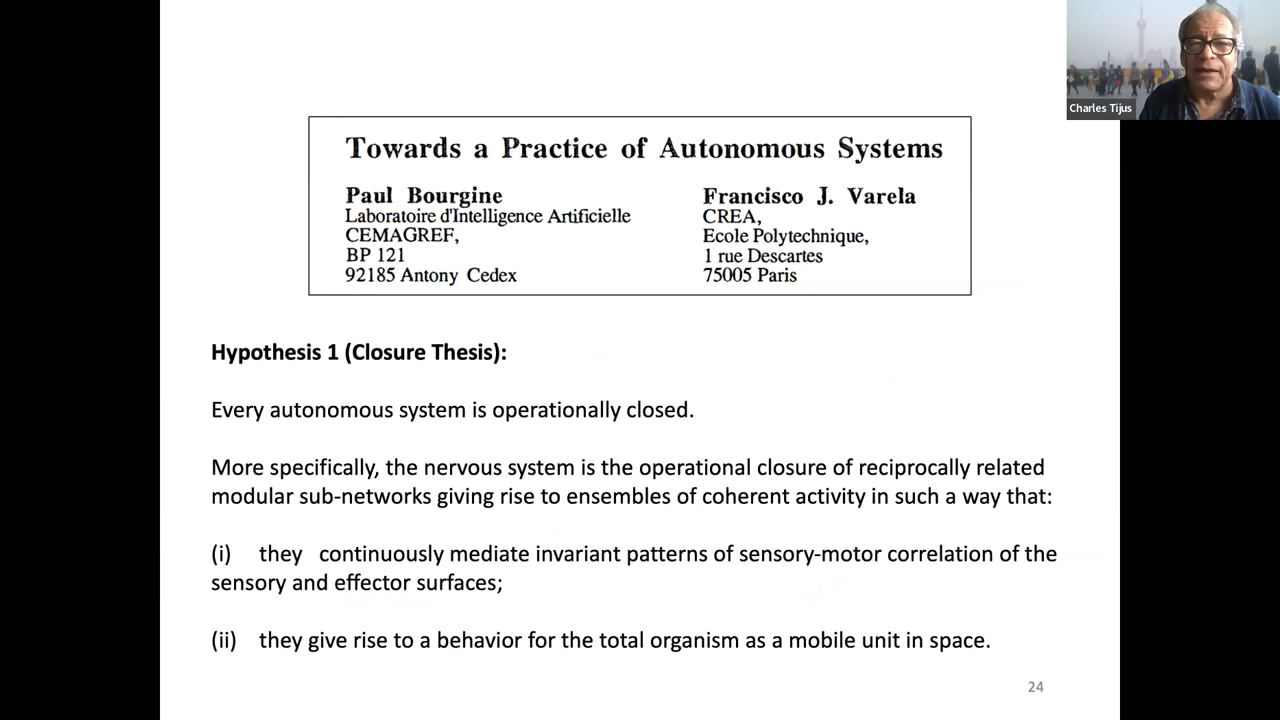 Charles Tijus
Towards a Practice of Autonomous Systems
Paul Bourgine
Laboratoire d'Intelligence Artificielle
CEMAGREF,
BP 121
92185 Antony Cedex
Francisco J. Varela
CREA,
Ecole Polytechnique,
1 rue Descartes
75005 Paris
Hypothesis 1 (Closure Thesis):
Every autonomous system is operationally closed.
More specifically, the nervous system is the operational closure of reciprocally related
modular sub-networks giving rise to ensembles of coherent activity in such a way that:
(i) they continuously mediate invariant patterns of sensory-motor correlation of the
sensory and effector surfaces;
(ii) they give rise to a behavior for the total organism as a mobile unit in space.
24